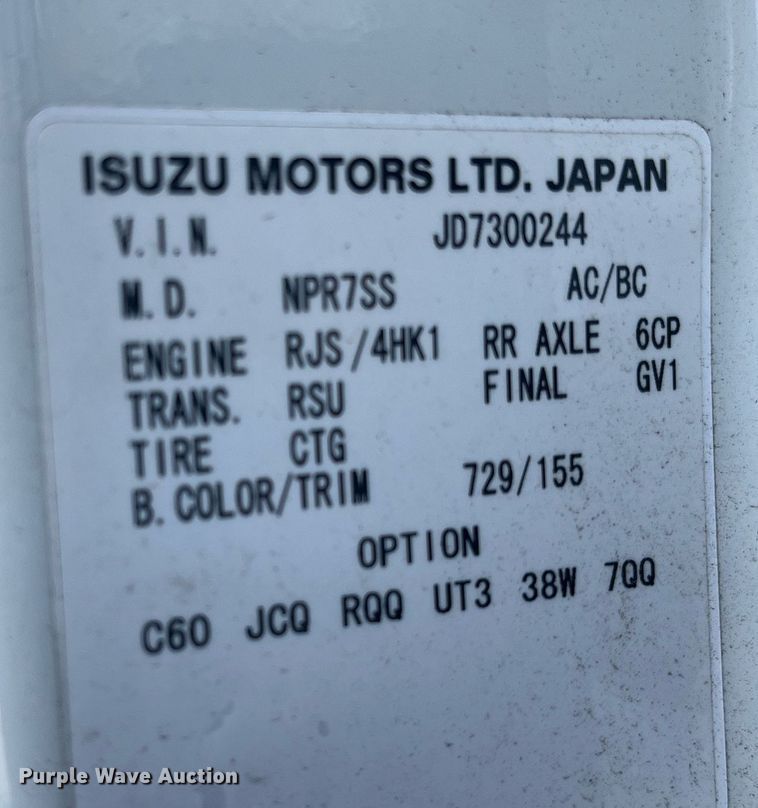 ISUZU MOTORS LTD. JAPAN
V.I.N. JD7300244
M.D. NPR7SS AC/BC
ENGINE RJS/4HK1 RR AXLE 6CP
TRANS. RSU FINAL GV1
TIRE CTG
B. COLOR/TRIM 729/155
OPTION
C60 JCQ RQQ UT3 38W 7QQ
Purple Wave Auction